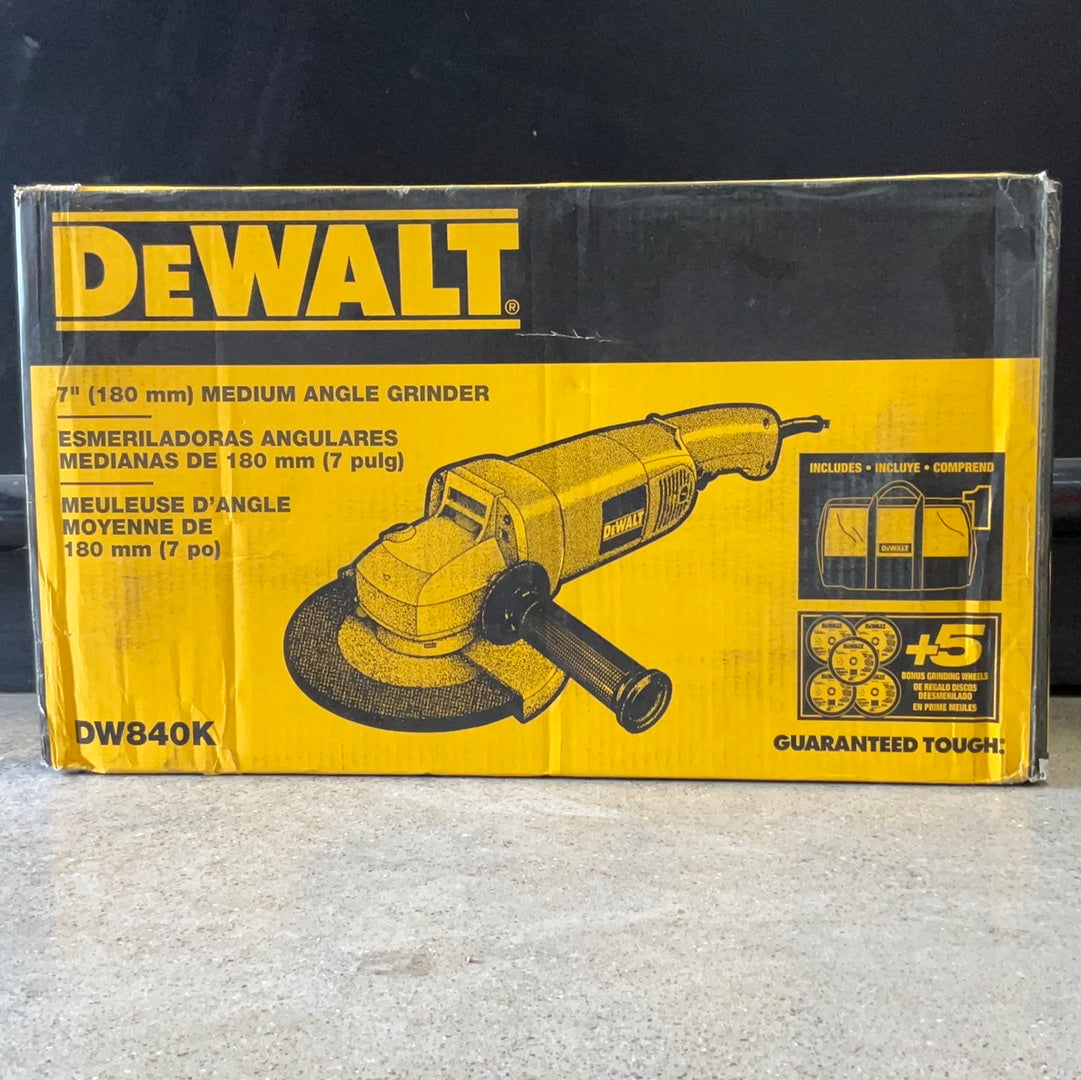 DEWALT®
7" (180 mm) MEDIUM ANGLE GRINDER
ESMERILADORAS ANGULARES
MEDIANAS DE 180 mm (7 pulg)
MEULEUSE D'ANGLE
MOYENNE DE
180 mm (7 po)
DEWALT
INCLUDES • INCLUYE • COMPREND
DEWALT
+5
BONUS GRINDING WHEELS
DE REGALO DISCOS
DEESMERILADO
EN PRIME MEULES
DW840K
GUARANTEED TOUGH.